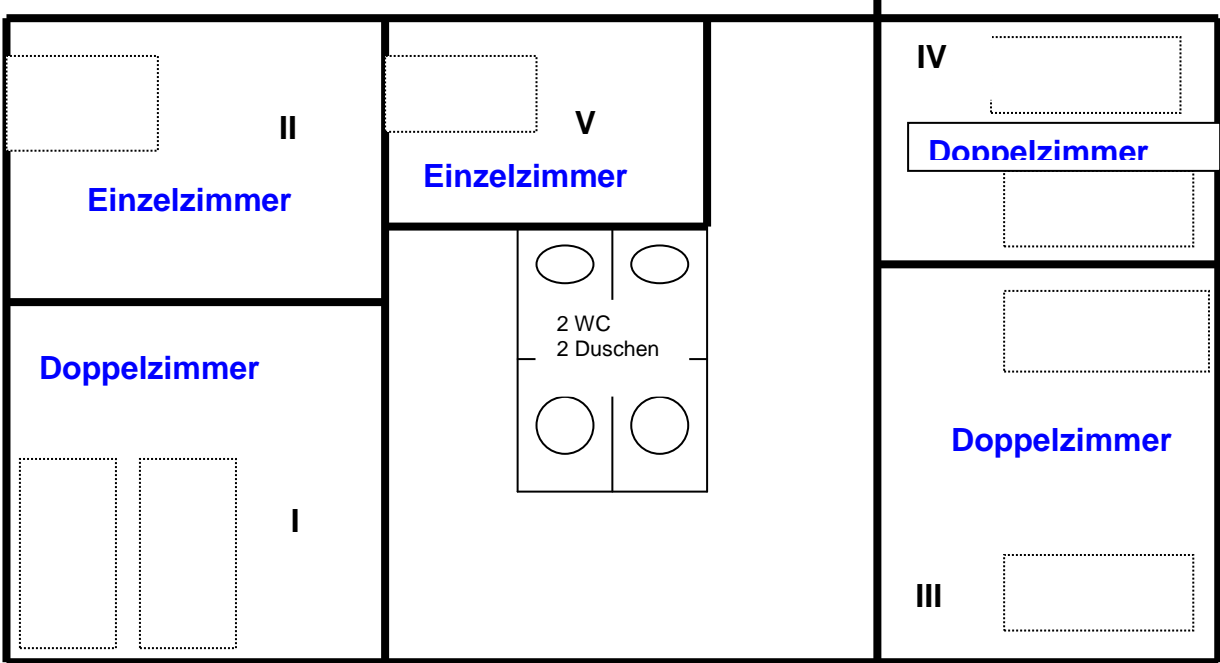 II
Einzelzimmer
V
Einzelzimmer
IV
Doppelzimmer
2 WC
2 Duschen
Doppelzimmer
I
Doppelzimmer
III